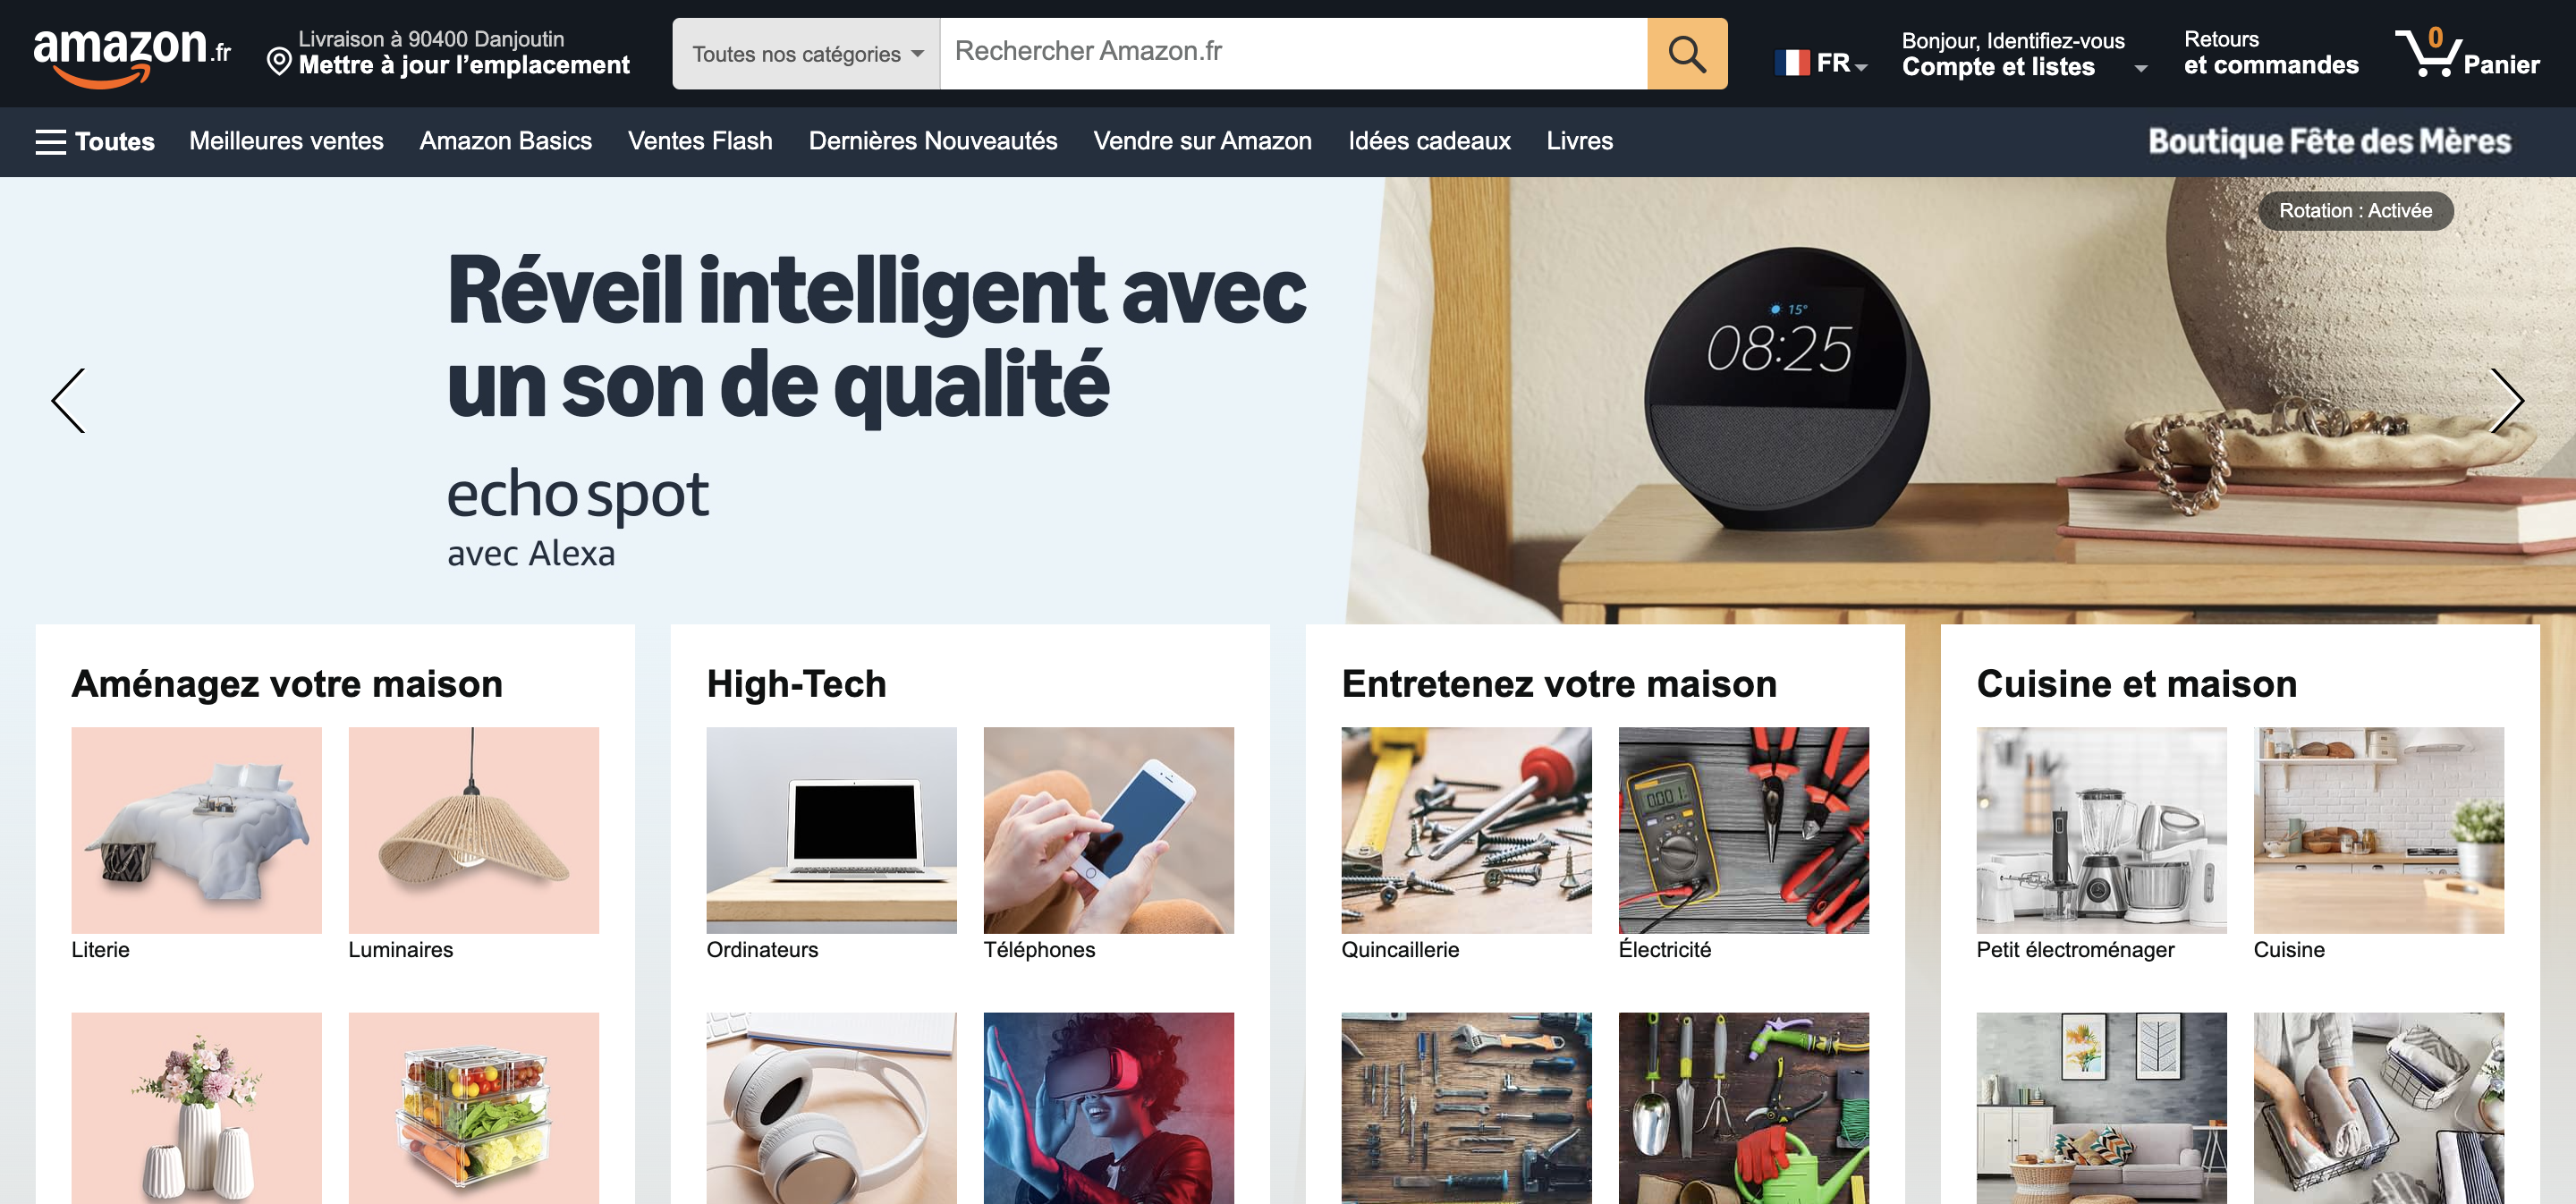 amazon.fr
Livraison à 90400 Danjoutin
Mettre à jour l’emplacement
Toutes nos catégories
Rechercher Amazon.fr
FR
Bonjour, Identifiez-vous
Compte et listes
Retours
et commandes
0
Panier
Toutes
Meilleures ventes
Amazon Basics
Ventes Flash
Dernières Nouveautés
Vendre sur Amazon
Idées cadeaux
Livres
Boutique Fête des Mères
Rotation : Activée
Réveil intelligent avec
un son de qualité
echo spot
avec Alexa
15°
08:25
Aménagez votre maison
Literie
Luminaires
High-Tech
Ordinateurs
Téléphones
Entretenez votre maison
0.001
Quincaillerie
Électricité
Cuisine et maison
Petit électroménager
Cuisine